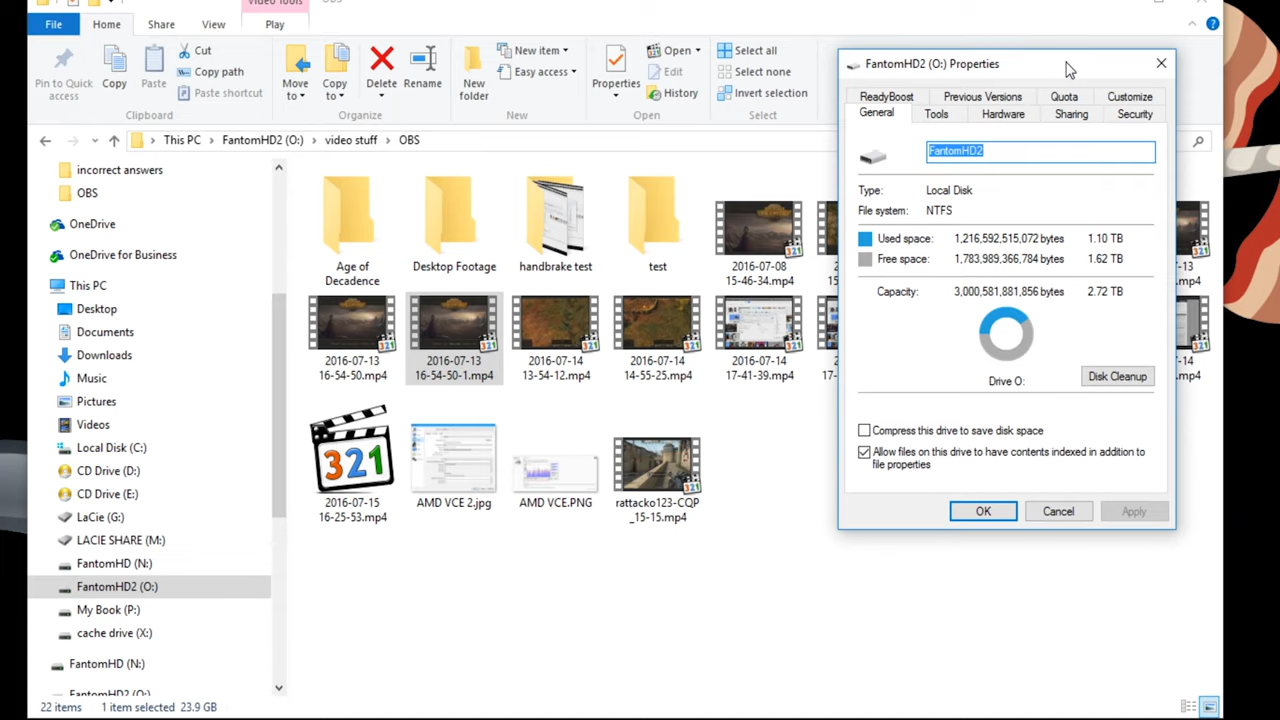 Video Tools
OBS
File
Home
Share
View
Play
Pin to Quick
access
Copy
Paste
Cut
Copy path
Paste shortcut
Clipboard
Move
to
Copy
to
Delete
Rename
Organize
New
folder
New item
Easy access
New
Properties
Open
Edit
History
Open
Select all
Select none
Invert selection
Select
This PC
FantomHD2 (O:)
video stuff
OBS
incorrect answers
OBS
OneDrive
OneDrive for Business
This PC
Desktop
Documents
Downloads
Music
Pictures
Videos
Local Disk (C:)
CD Drive (D:)
CD Drive (E:)
LaCie (G:)
LACIE SHARE (M:)
FantomHD (N:)
FantomHD2 (O:)
My Book (P:)
cache drive (X:)
FantomHD (N:)
FantomHD2 (O:)
Age of
Decadence
Desktop Footage
handbrake test
test
2016-07-08
15-46-34.mp4
-13
2016-07-13
16-54-50.mp4
2016-07-13
16-54-50-1.mp4
2016-07-14
13-54-12.mp4
2016-07-14
14-55-25.mp4
2016-07-14
17-41-39.mp4
-14
.mp4
321
2016-07-15
16-25-53.mp4
AMD VCE 2.jpg
AMD VCE.PNG
rattacko123-CQP
_15-15.mp4
22 items
1 item selected 23.9 GB
FantomHD2 (O:) Properties
ReadyBoost
Previous Versions
Quota
Customize
General
Tools
Hardware
Sharing
Security
FantomHD2
Type:
Local Disk
File system:
NTFS
Used space:
1,216,592,515,072 bytes
1.10 TB
Free space:
1,783,989,366,784 bytes
1.62 TB
Capacity:
3,000,581,881,856 bytes
2.72 TB
Drive O:
Disk Cleanup
Compress this drive to save disk space
Allow files on this drive to have contents indexed in addition to
file properties
OK
Cancel
Apply